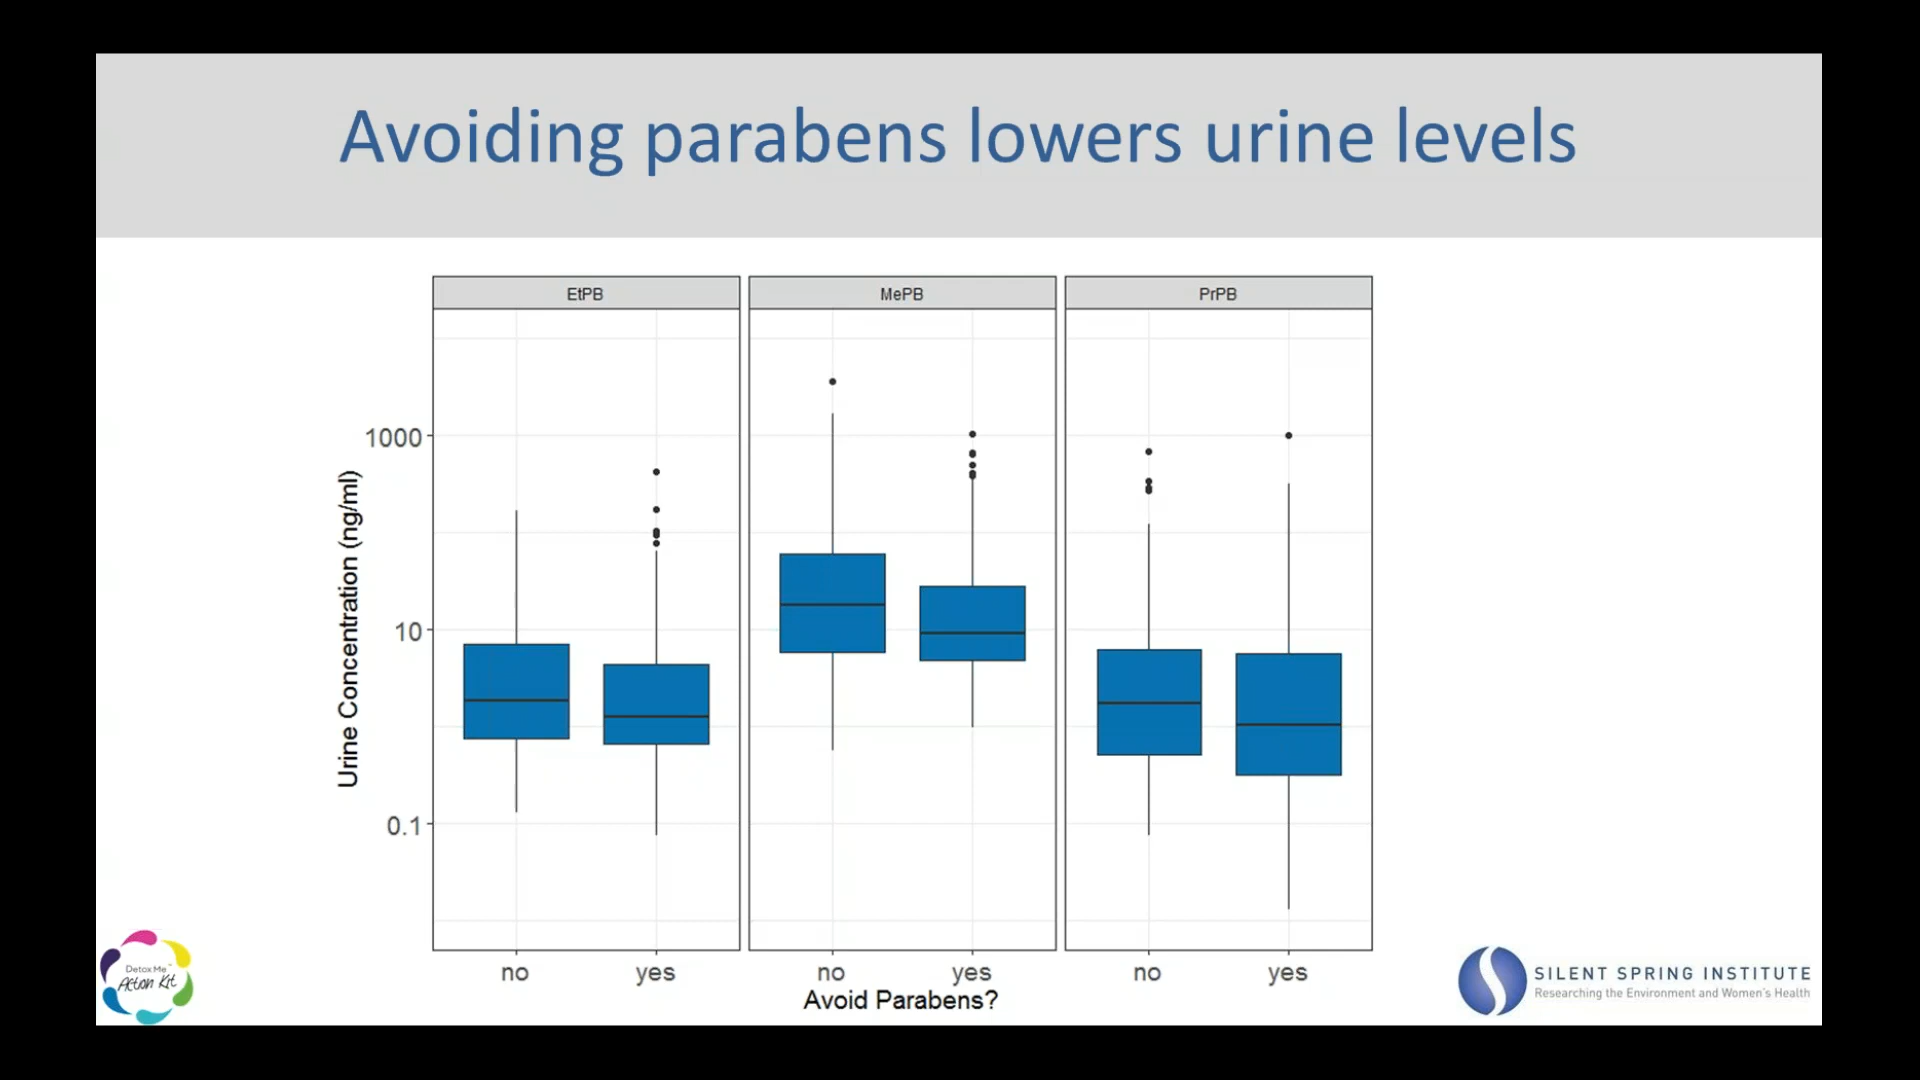 Avoiding parabens lowers urine levels
EtPB
MePB
PrPB
Urine Concentration (ng/ml)
1000
10
0.1
no
yes
no
yes
no
yes
Avoid Parabens?
Detox Me™
Action Kit
SILENT SPRING INSTITUTE
Researching the Environment and Women's Health